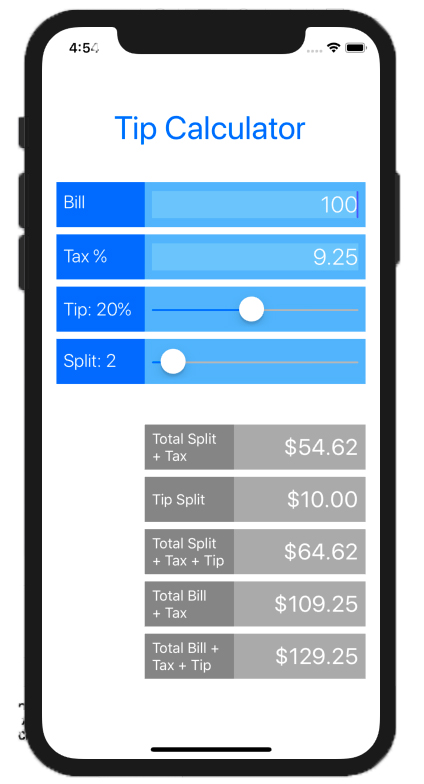 4:54
Tip Calculator
Bill
100
Tax %
9.25
Tip: 20%
Split: 2
Total Split
+ Tax
$54.62
Tip Split
$10.00
Total Split
+ Tax + Tip
$64.62
Total Bill
+ Tax
$109.25
Total Bill +
Tax + Tip
$129.25